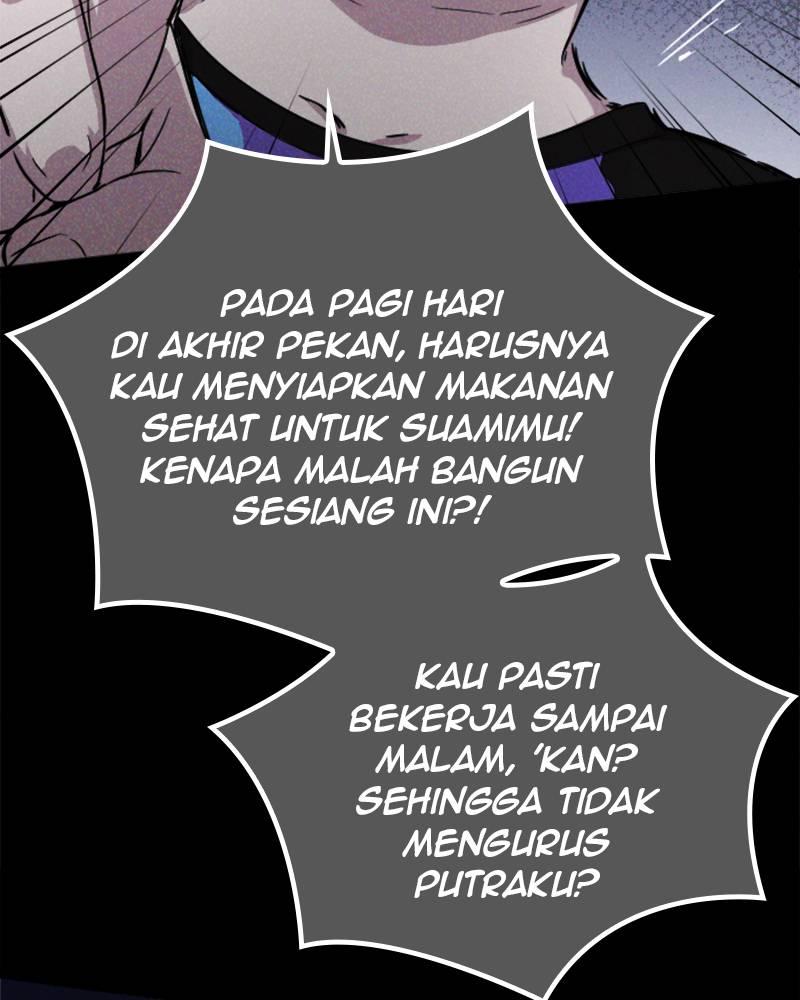 PADA PAGI HARI
DI AKHIR PEKAN, HARUSNYA
KAU MENYIAPKAN MAKANAN
SEHAT UNTUK SUAMIMU!
KENAPA MALAH BANGUN
SESIANG INI?!
KAU PASTI
BEKERJA SAMPAI
MALAM, 'KAN?
SEHINGGA TIDAK
MENGURUS
PUTRAKU?